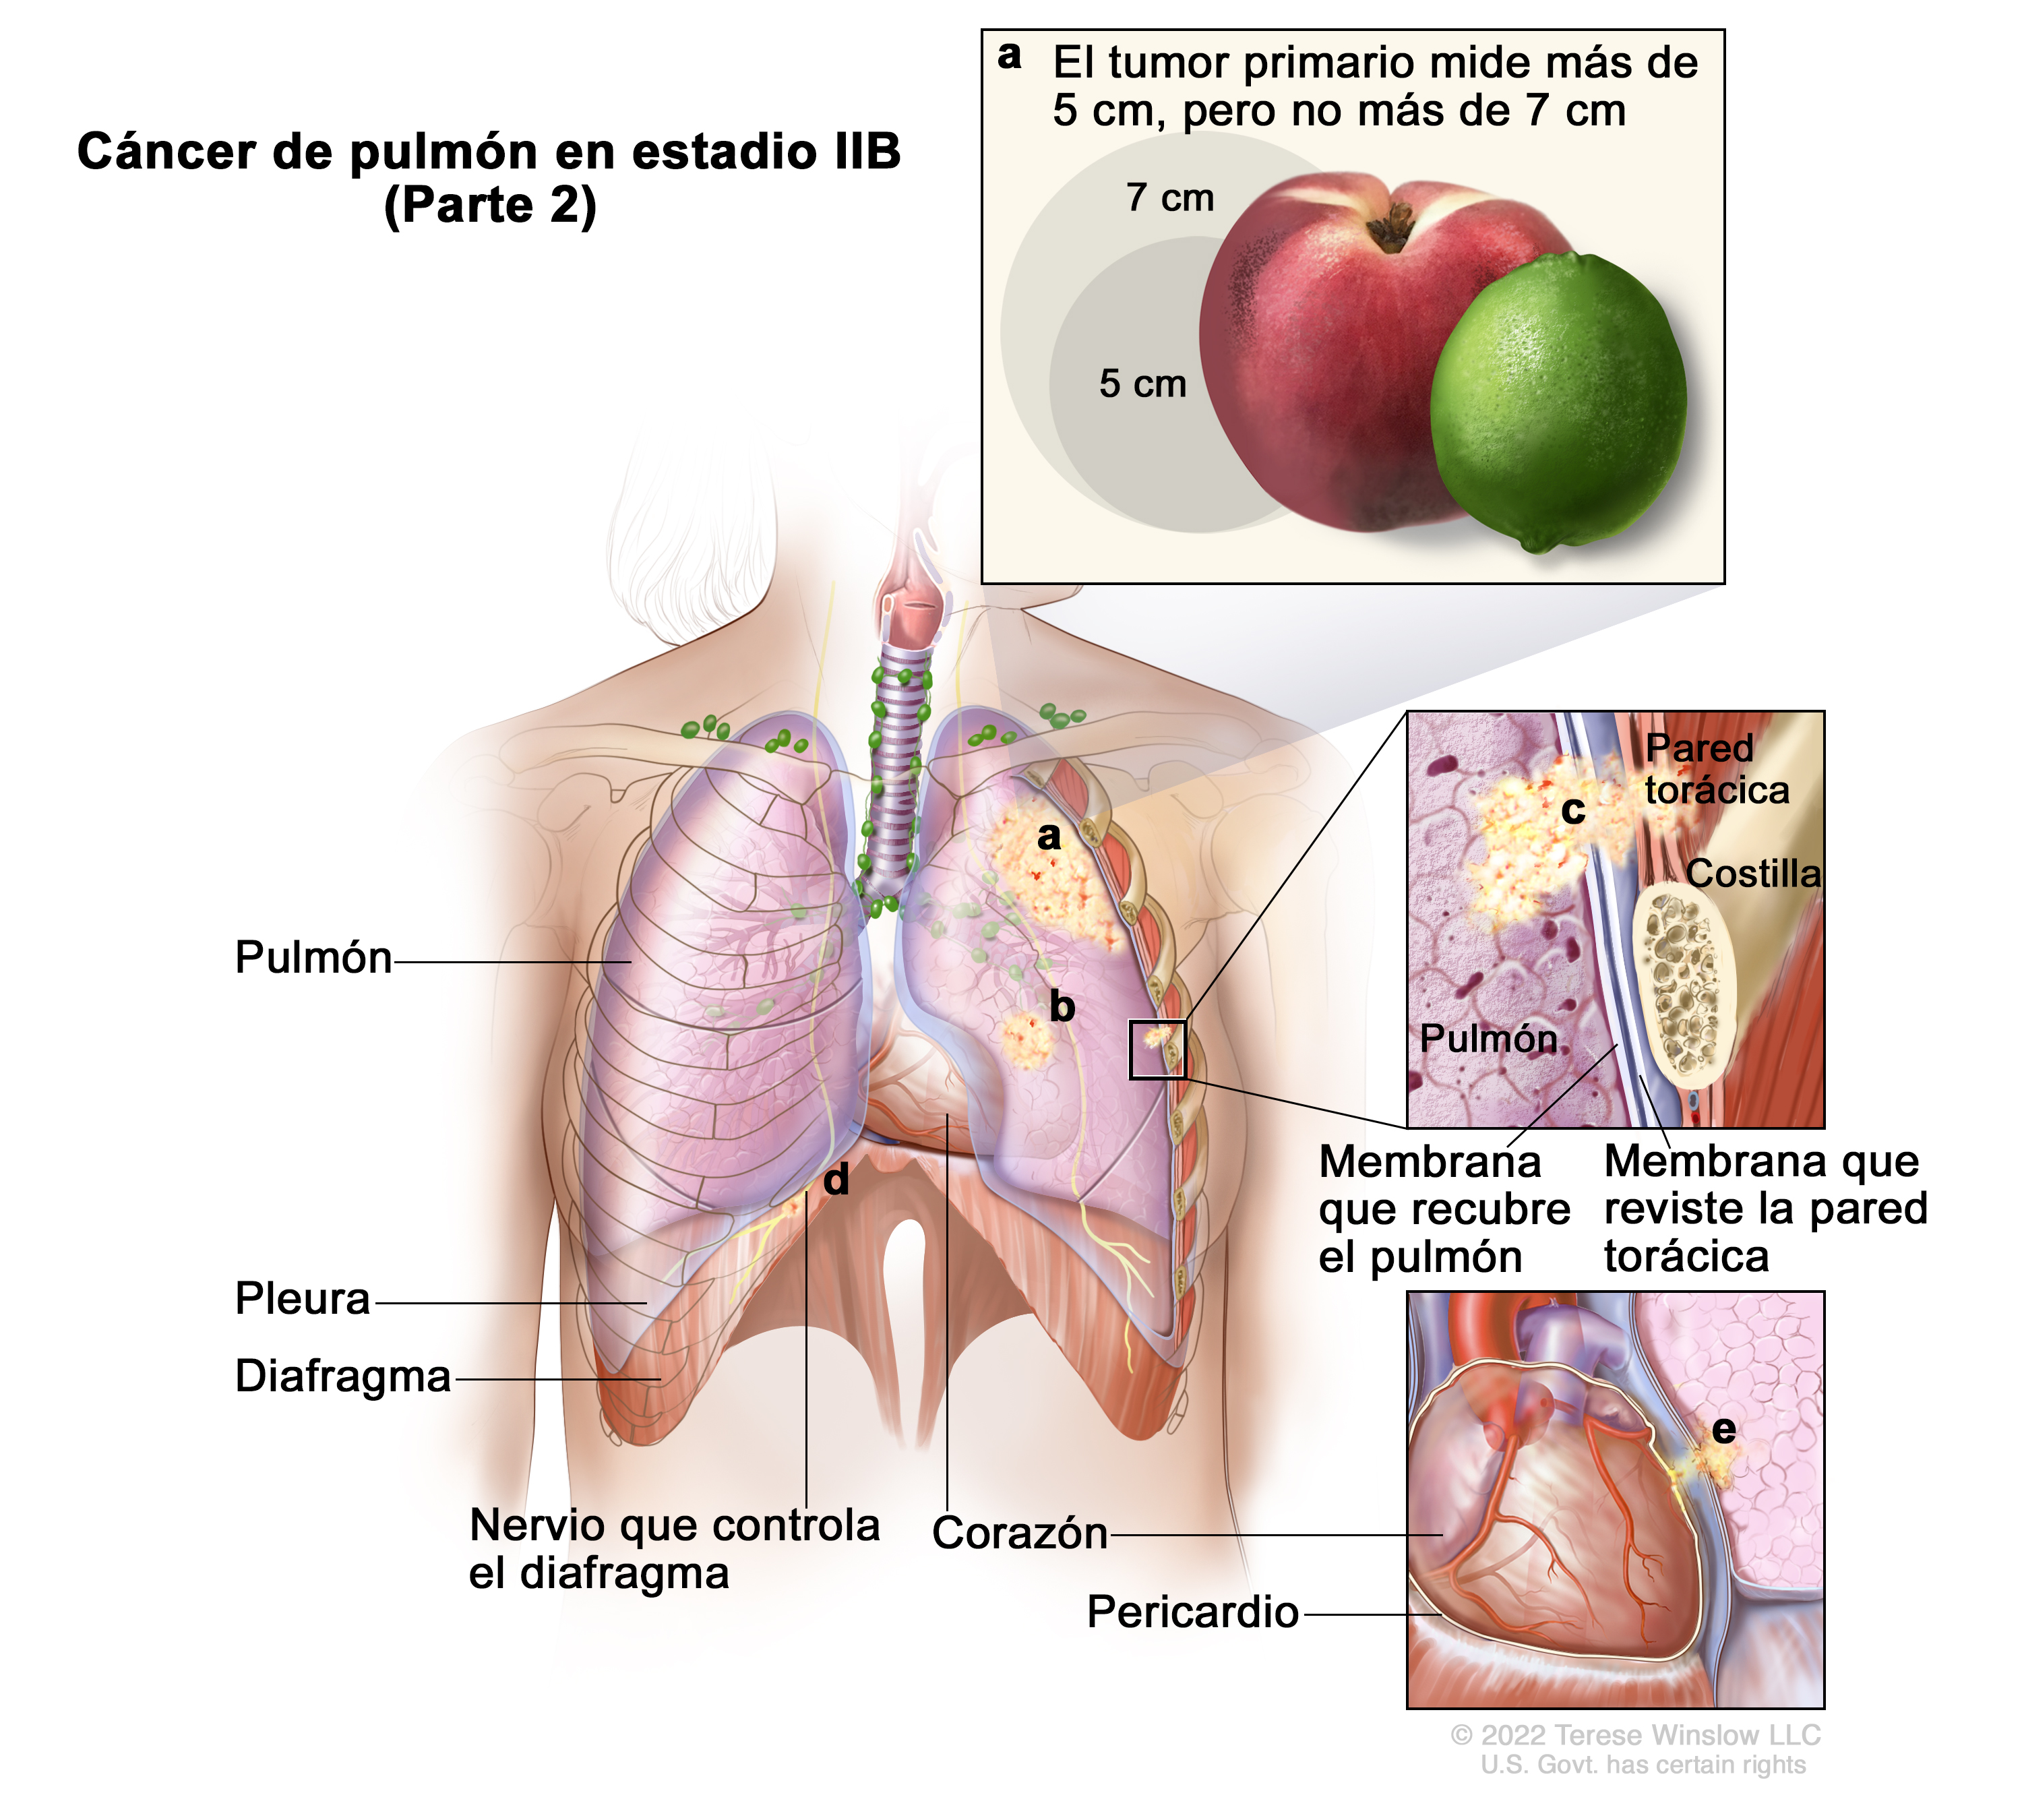 Cáncer de pulmón en estadio IIB
(Parte 2)
a El tumor primario mide más de
5 cm, pero no más de 7 cm
7 cm
5 cm
a
b
c
Pared
torácica
Costilla
Pulmón
Membrana
que recubre
el pulmón
Membrana que
reviste la pared
torácica
Pulmón
Pleura
Diafragma
d
Nervio que controla
el diafragma
Corazón
Pericardio
e
© 2022 Terese Winslow LLC
U.S. Govt. has certain rights